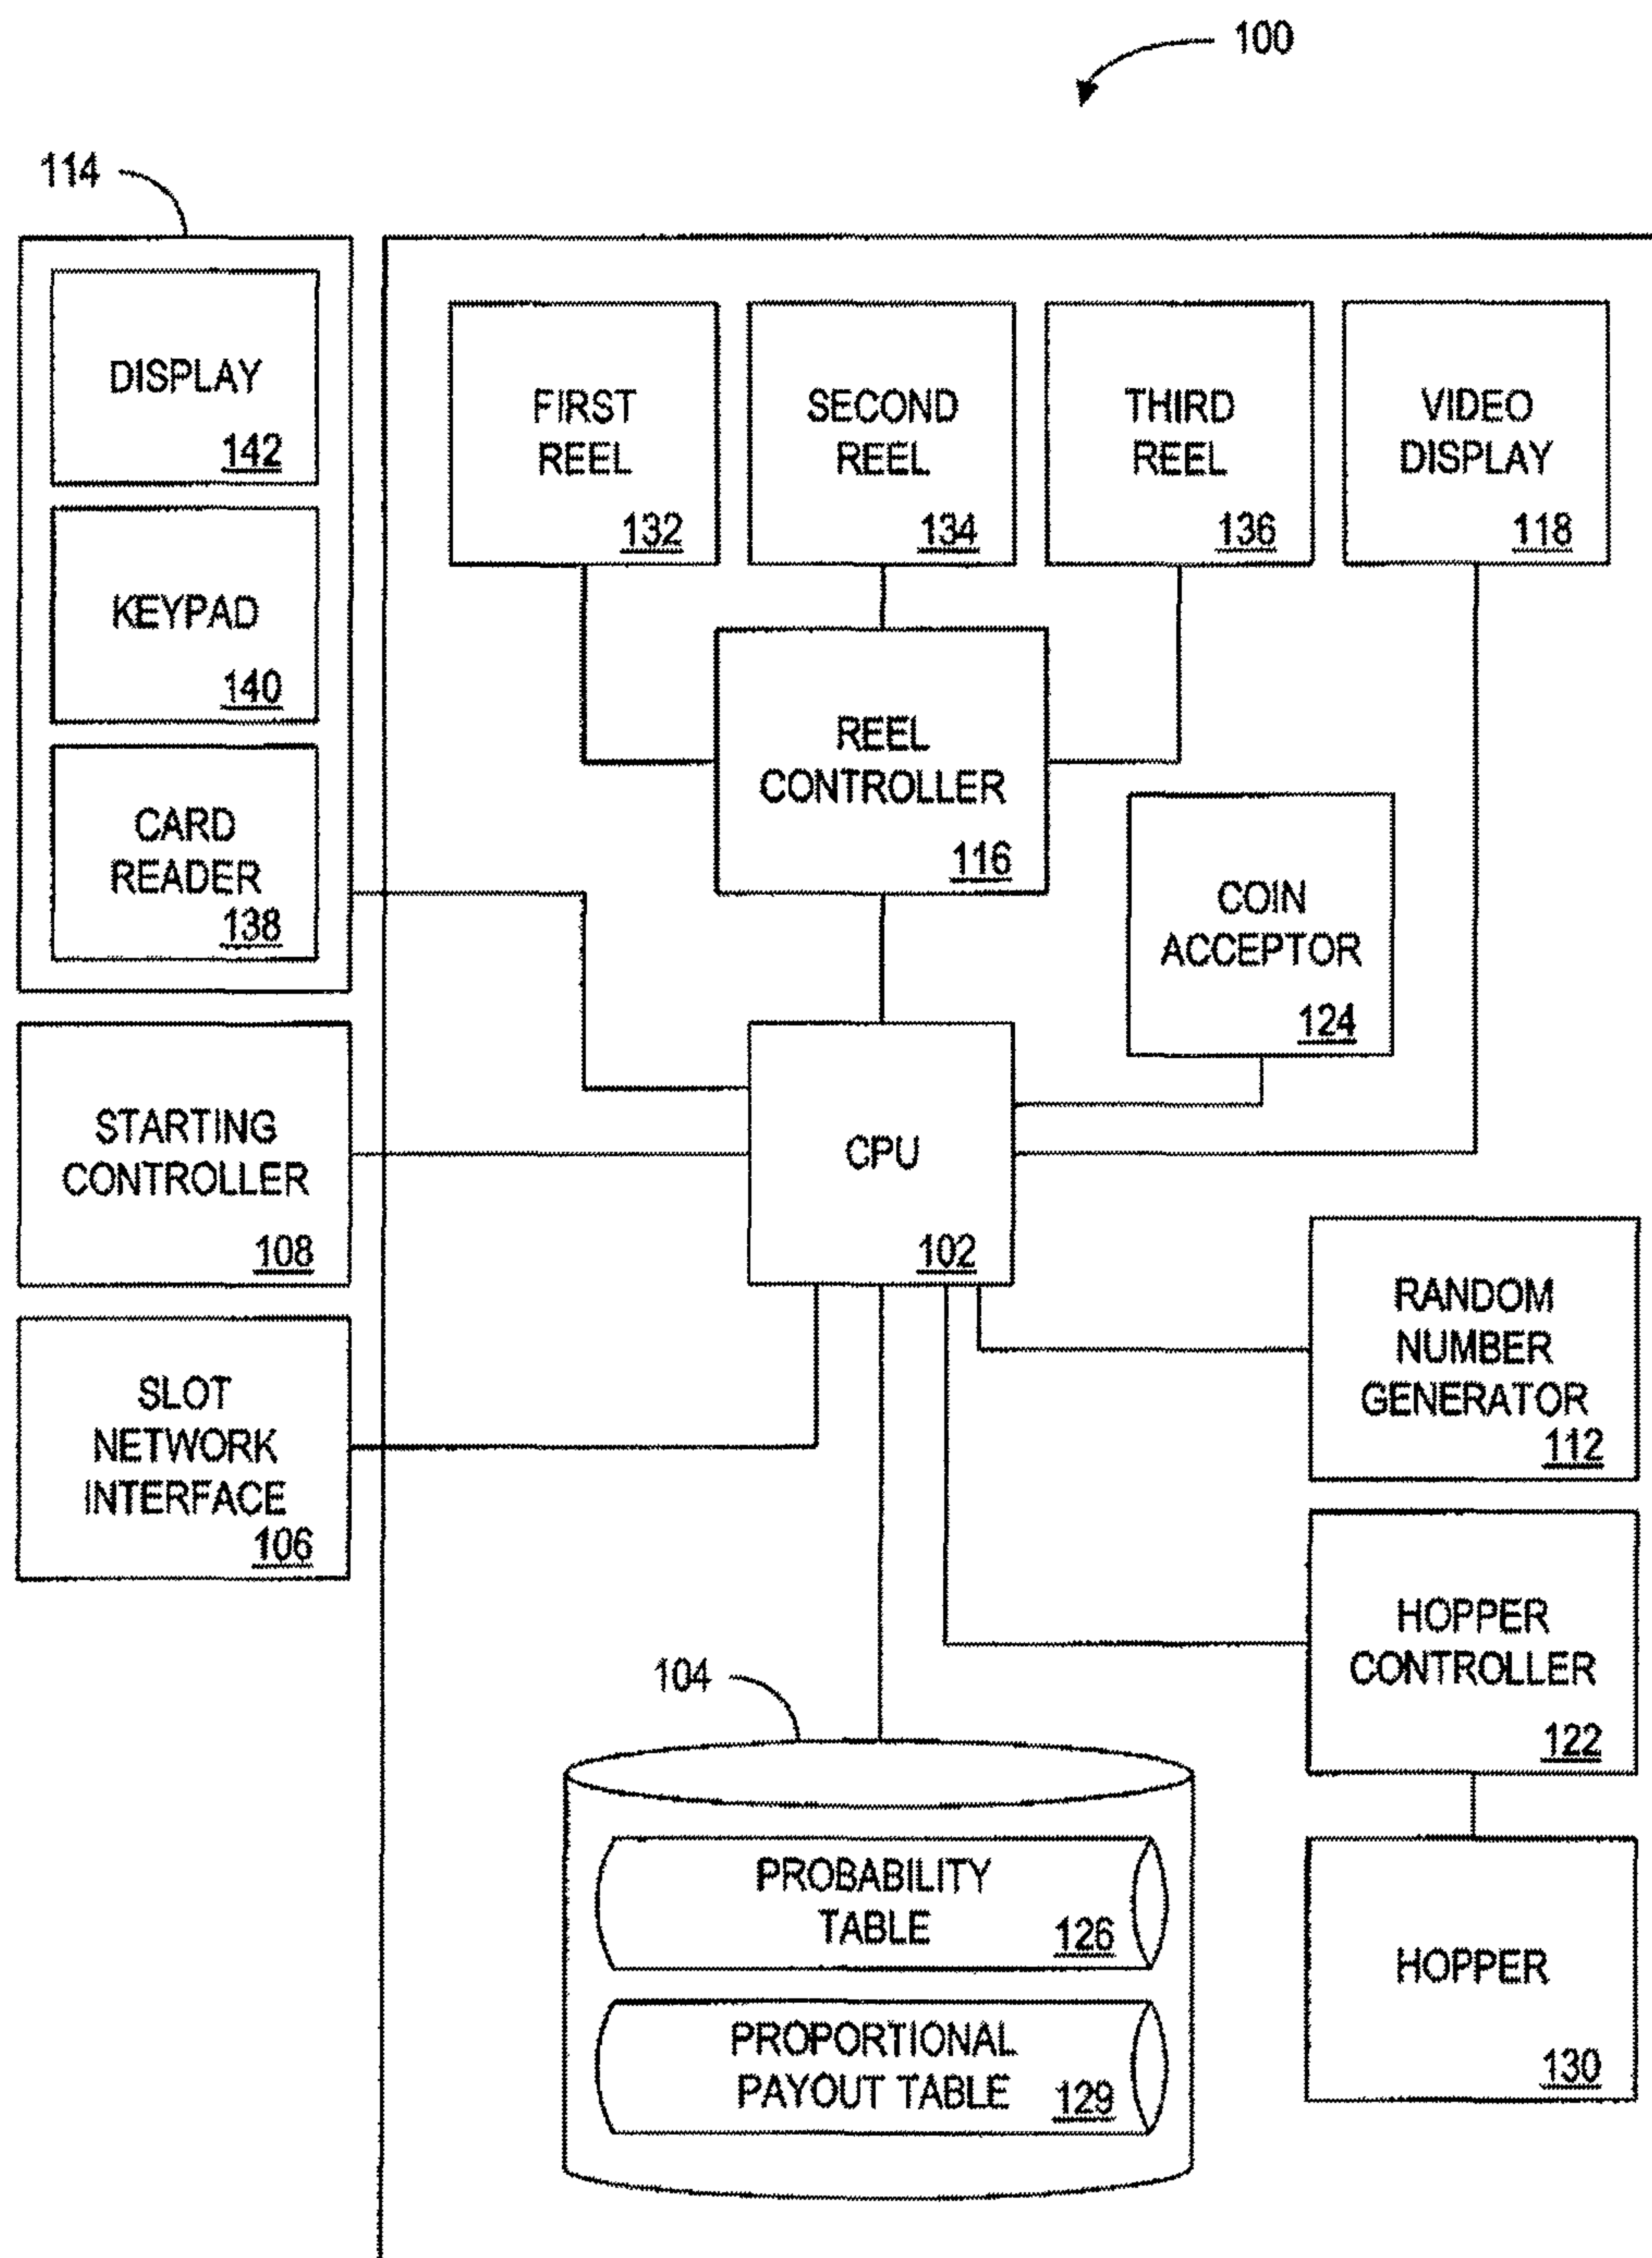 100
114
DISPLAY
142
KEYPAD
140
CARD
READER
138
FIRST
REEL
132
SECOND
REEL
134
THIRD
REEL
136
VIDEO
DISPLAY
118
REEL
CONTROLLER
116
COIN
ACCEPTOR
124
STARTING
CONTROLLER
108
CPU
102
SLOT
NETWORK
INTERFACE
106
RANDOM
NUMBER
GENERATOR
112
HOPPER
CONTROLLER
122
104
PROBABILITY
TABLE
126
PROPORTIONAL
PAYOUT TABLE
129
HOPPER
130